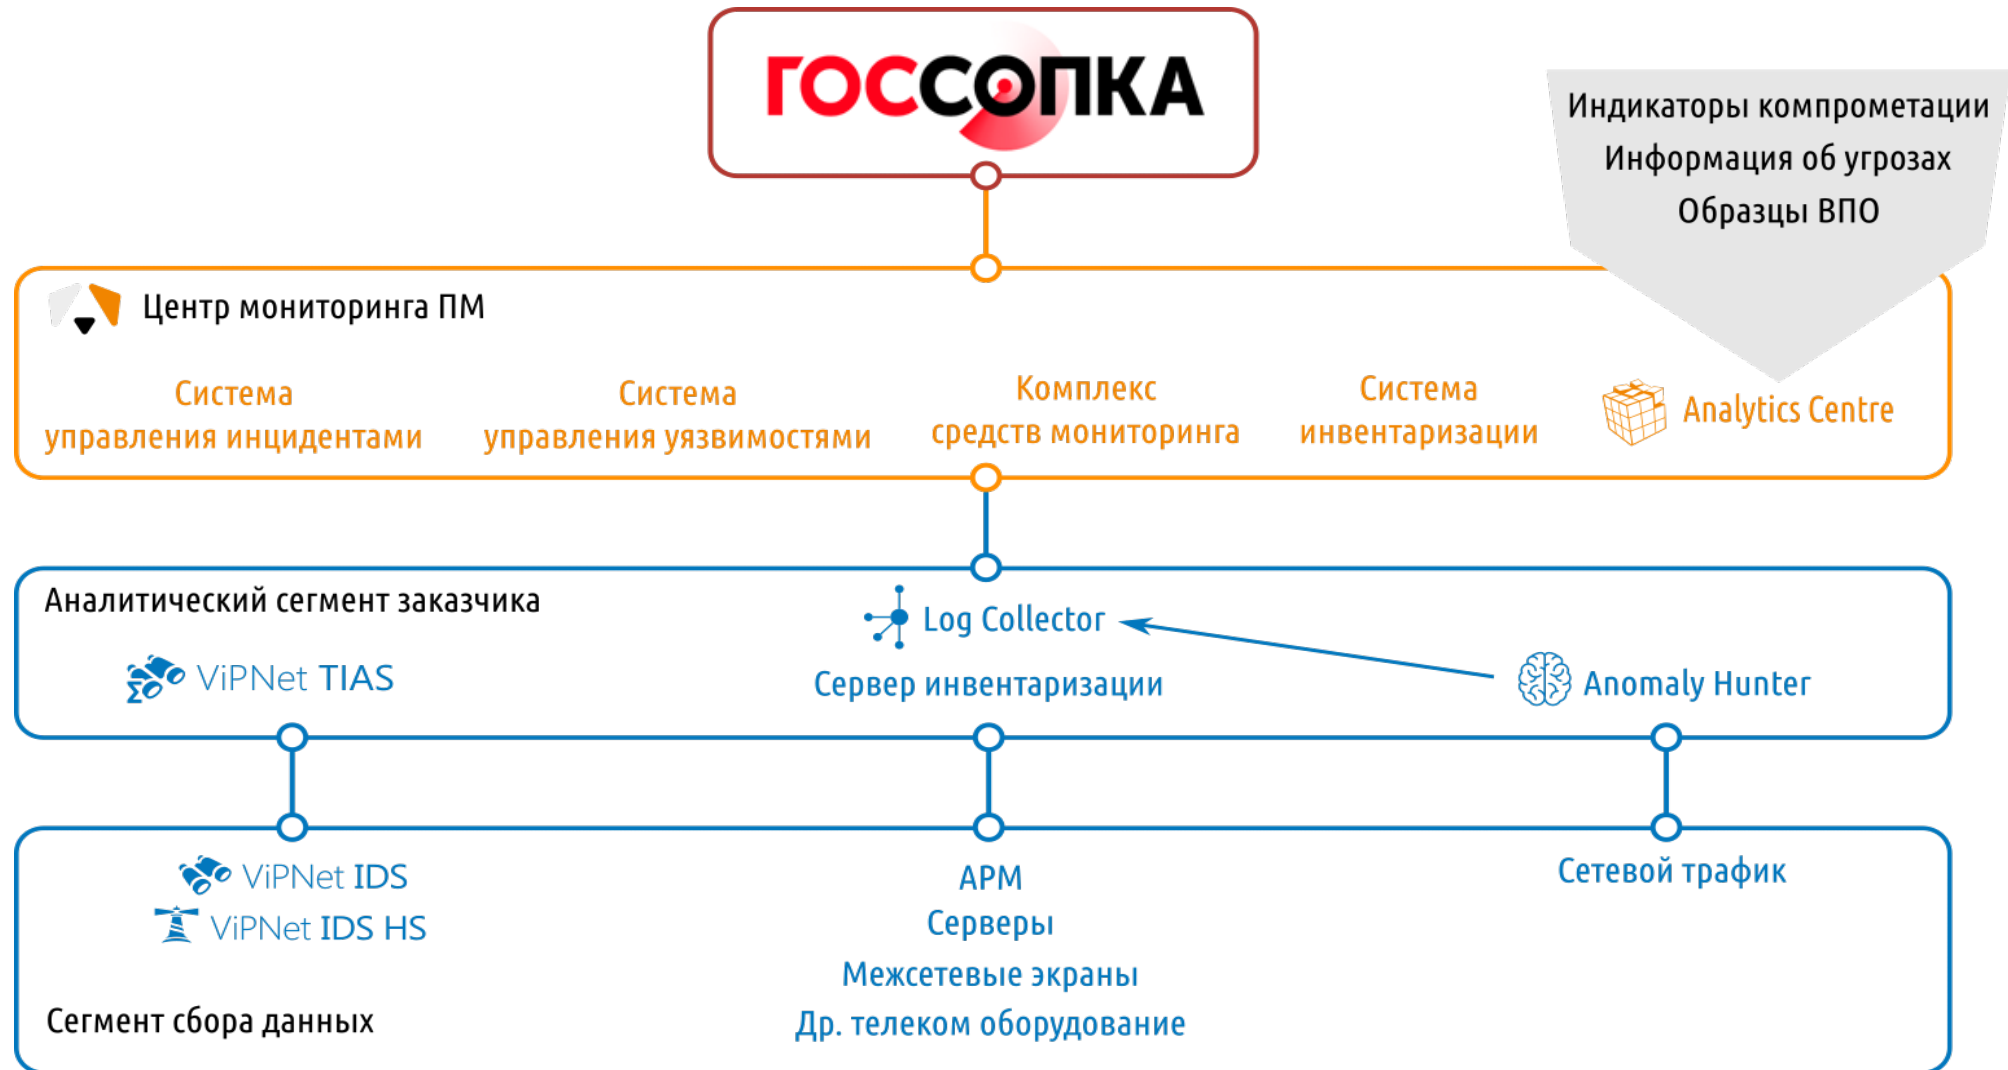 ГОССОПКА
Индикаторы компрометации
Информация об угрозах
Образцы ВПО
Центр мониторинга ПМ
Система
управления инцидентами
Система
управления уязвимостями
Комплекс
средств мониторинга
Система
инвентаризации
Analytics Centre
Аналитический сегмент заказчика
ViPNet TIAS
Log Collector
Сервер инвентаризации
Anomaly Hunter
ViPNet IDS
ViPNet IDS HS
АРМ
Серверы
Межсетевые экраны
Др. телеком оборудование
Сетевой трафик
Сегмент сбора данных